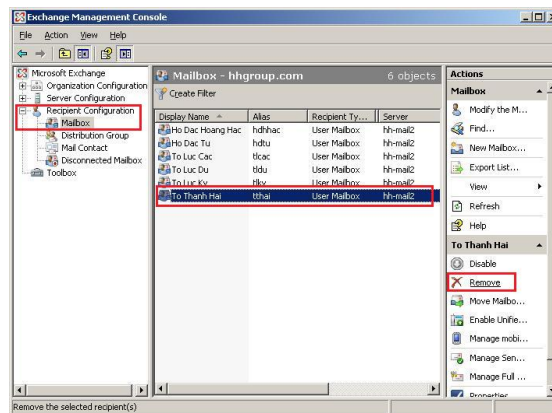 Exchange Management Console
File Action View Help
Microsoft Exchange
Organization Configuration
Server Configuration
Recipient Configuration
Mailbox
Distribution Group
Mail Contact
Disconnected Mailbox
Toolbox
Mailbox - hhgroup.com 6 objects
Create Filter
Display Name Alias Recipient Ty... Server
Ho Dac Hoang Hac hdhhac User Mailbox hh-mail2
Ho Dac Tu hdtu User Mailbox hh-mail2
To Luc Cac tlcac User Mailbox hh-mail2
To Luc Du tldu User Mailbox hh-mail2
To Luc Ky tlky User Mailbox hh-mail2
To Thanh Hai tthai User Mailbox hh-mail2
Actions
Mailbox
Modify the M...
Find...
New Mailbox...
Export List...
View
Refresh
Help
To Thanh Hai
Disable
Remove
Move Mailbo...
Enable Unifie...
Manage mobi...
Manage Sen...
Manage Full ...
Properties
Remove the selected recipient(s)